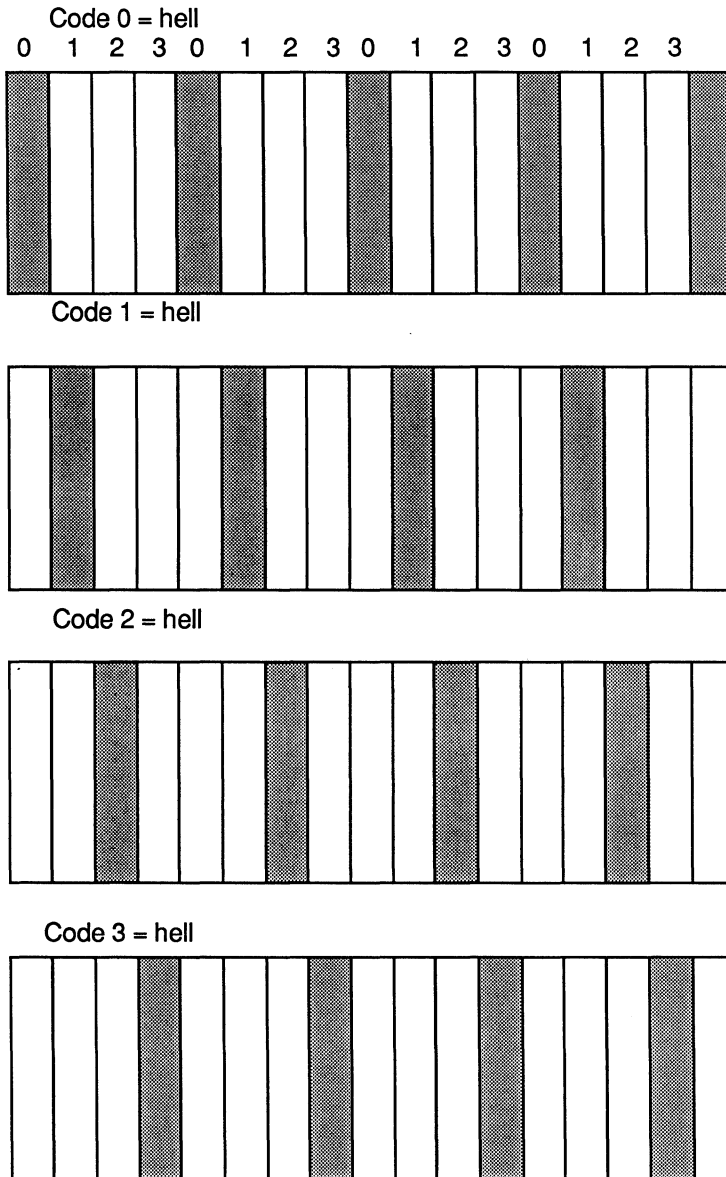 Code 0 = hell
0 1 2 3 0 1 2 3 0 1 2 3 0 1 2 3
Code 1 = hell
Code 2 = hell
Code 3 = hell